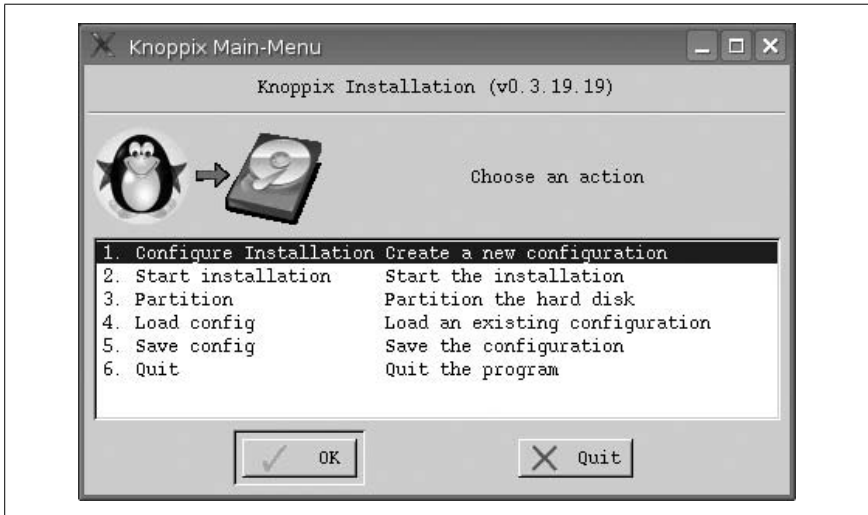 Knoppix Main-Menu
Knoppix Installation (v0.3.19.19)
Choose an action
1. Configure Installation Create a new configuration
2. Start installation Start the installation
3. Partition Partition the hard disk
4. Load config Load an existing configuration
5. Save config Save the configuration
6. Quit Quit the program
OK Quit